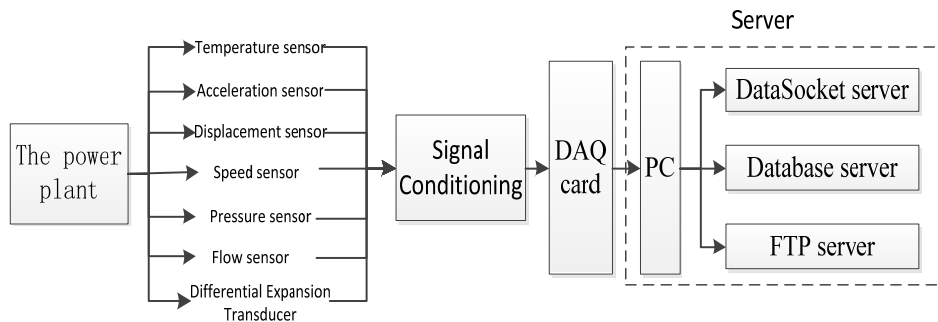 Server
The power
plant
Temperature sensor
Acceleration sensor
Displacement sensor
Speed sensor
Pressure sensor
Flow sensor
Differential Expansion
Transducer
Signal
Conditioning
DAQ
card
PC
DataSocket server
Database server
FTP server